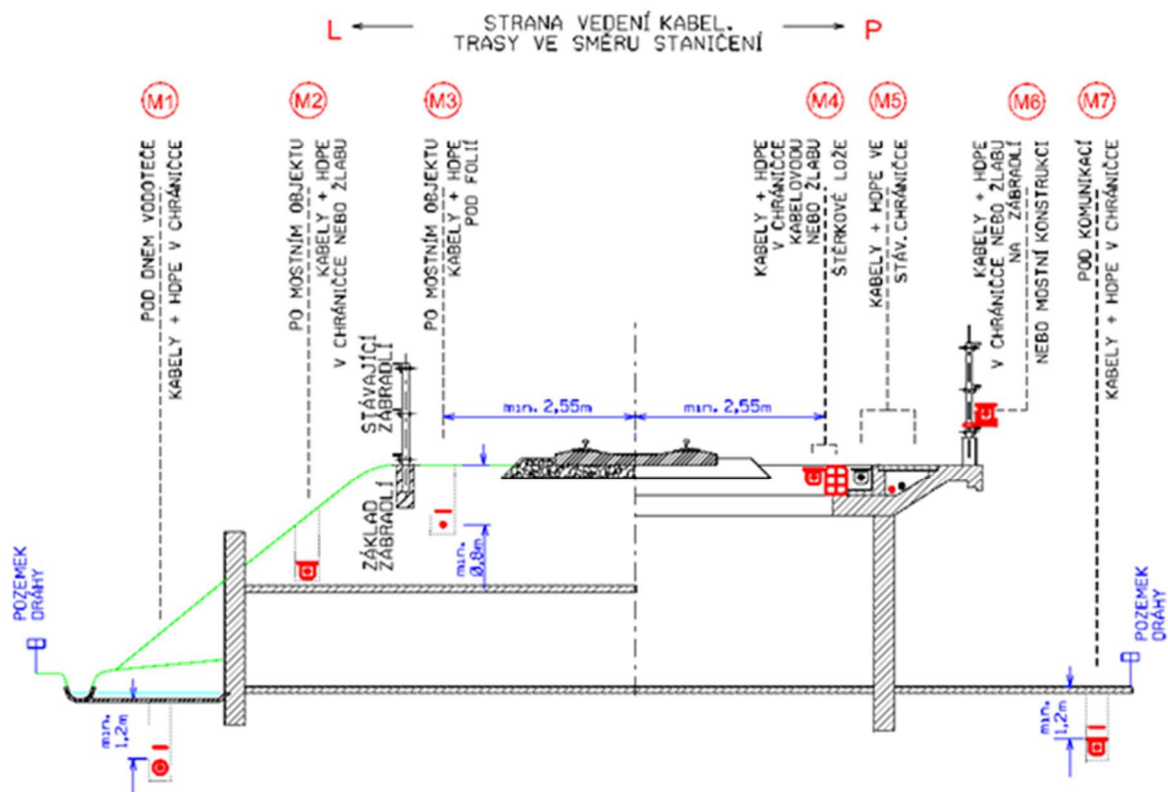 L
STRANA VEDENÍ KABEL.
TRASY VE SMĚRU STANIČENÍ
P
M1
M2
M3
M4
M5
M6
M7
POD DNEM VODOTEČE
KABELY + HDPE V CHRÁNIČCE
PO MOSTNÍM OBJEKTU
KABELY + HDPE
V CHRÁNIČCE NEBO ŽLABU
PO MOSTNÍM OBJEKTU
KABELY + HDPE
POD FOLIÍ
KABELY + HDPE
V CHRÁNIČCE
KABELOVODU
NEBO ŽLABU
ŠTĚRKOVÉ LOŽE
KABELY + HDPE VE
STÁV. CHRÁNIČCE
KABELY + HDPE
V CHRÁNIČCE NEBO ŽLABU
NA ZÁBRADLÍ
NEBO MOSTNÍ KONSTRUKCI
POD KOMUNIKACÍ
KABELY + HDPE V CHRÁNIČCE
STÁVAJÍCÍ
ZÁBRADLÍ
min. 2,55m
min. 2,55m
ZÁKLAD
ZÁBRADLÍ
min.
0,8m
POZEMEK
DRÁHY
POZEMEK
DRÁHY
min.
1,2m
min.
1,2m